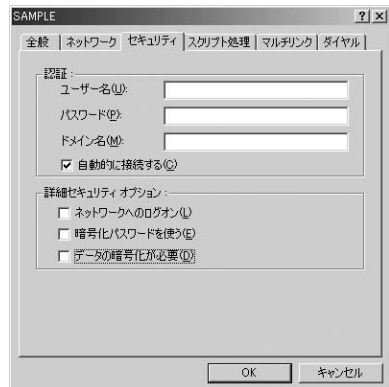 SAMPLE ? ×
全般 ネットワーク セキュリティ スクリプト処理 マルチリンク ダイヤル
認証:
ユーザー名(U):
パスワード(P):
ドメイン名(M):
自動的に接続する(C)
詳細セキュリティ オプション:
ネットワークへのログオン(L)
暗号化パスワードを使う(E)
データの暗号化が必要(D)
OK キャンセル